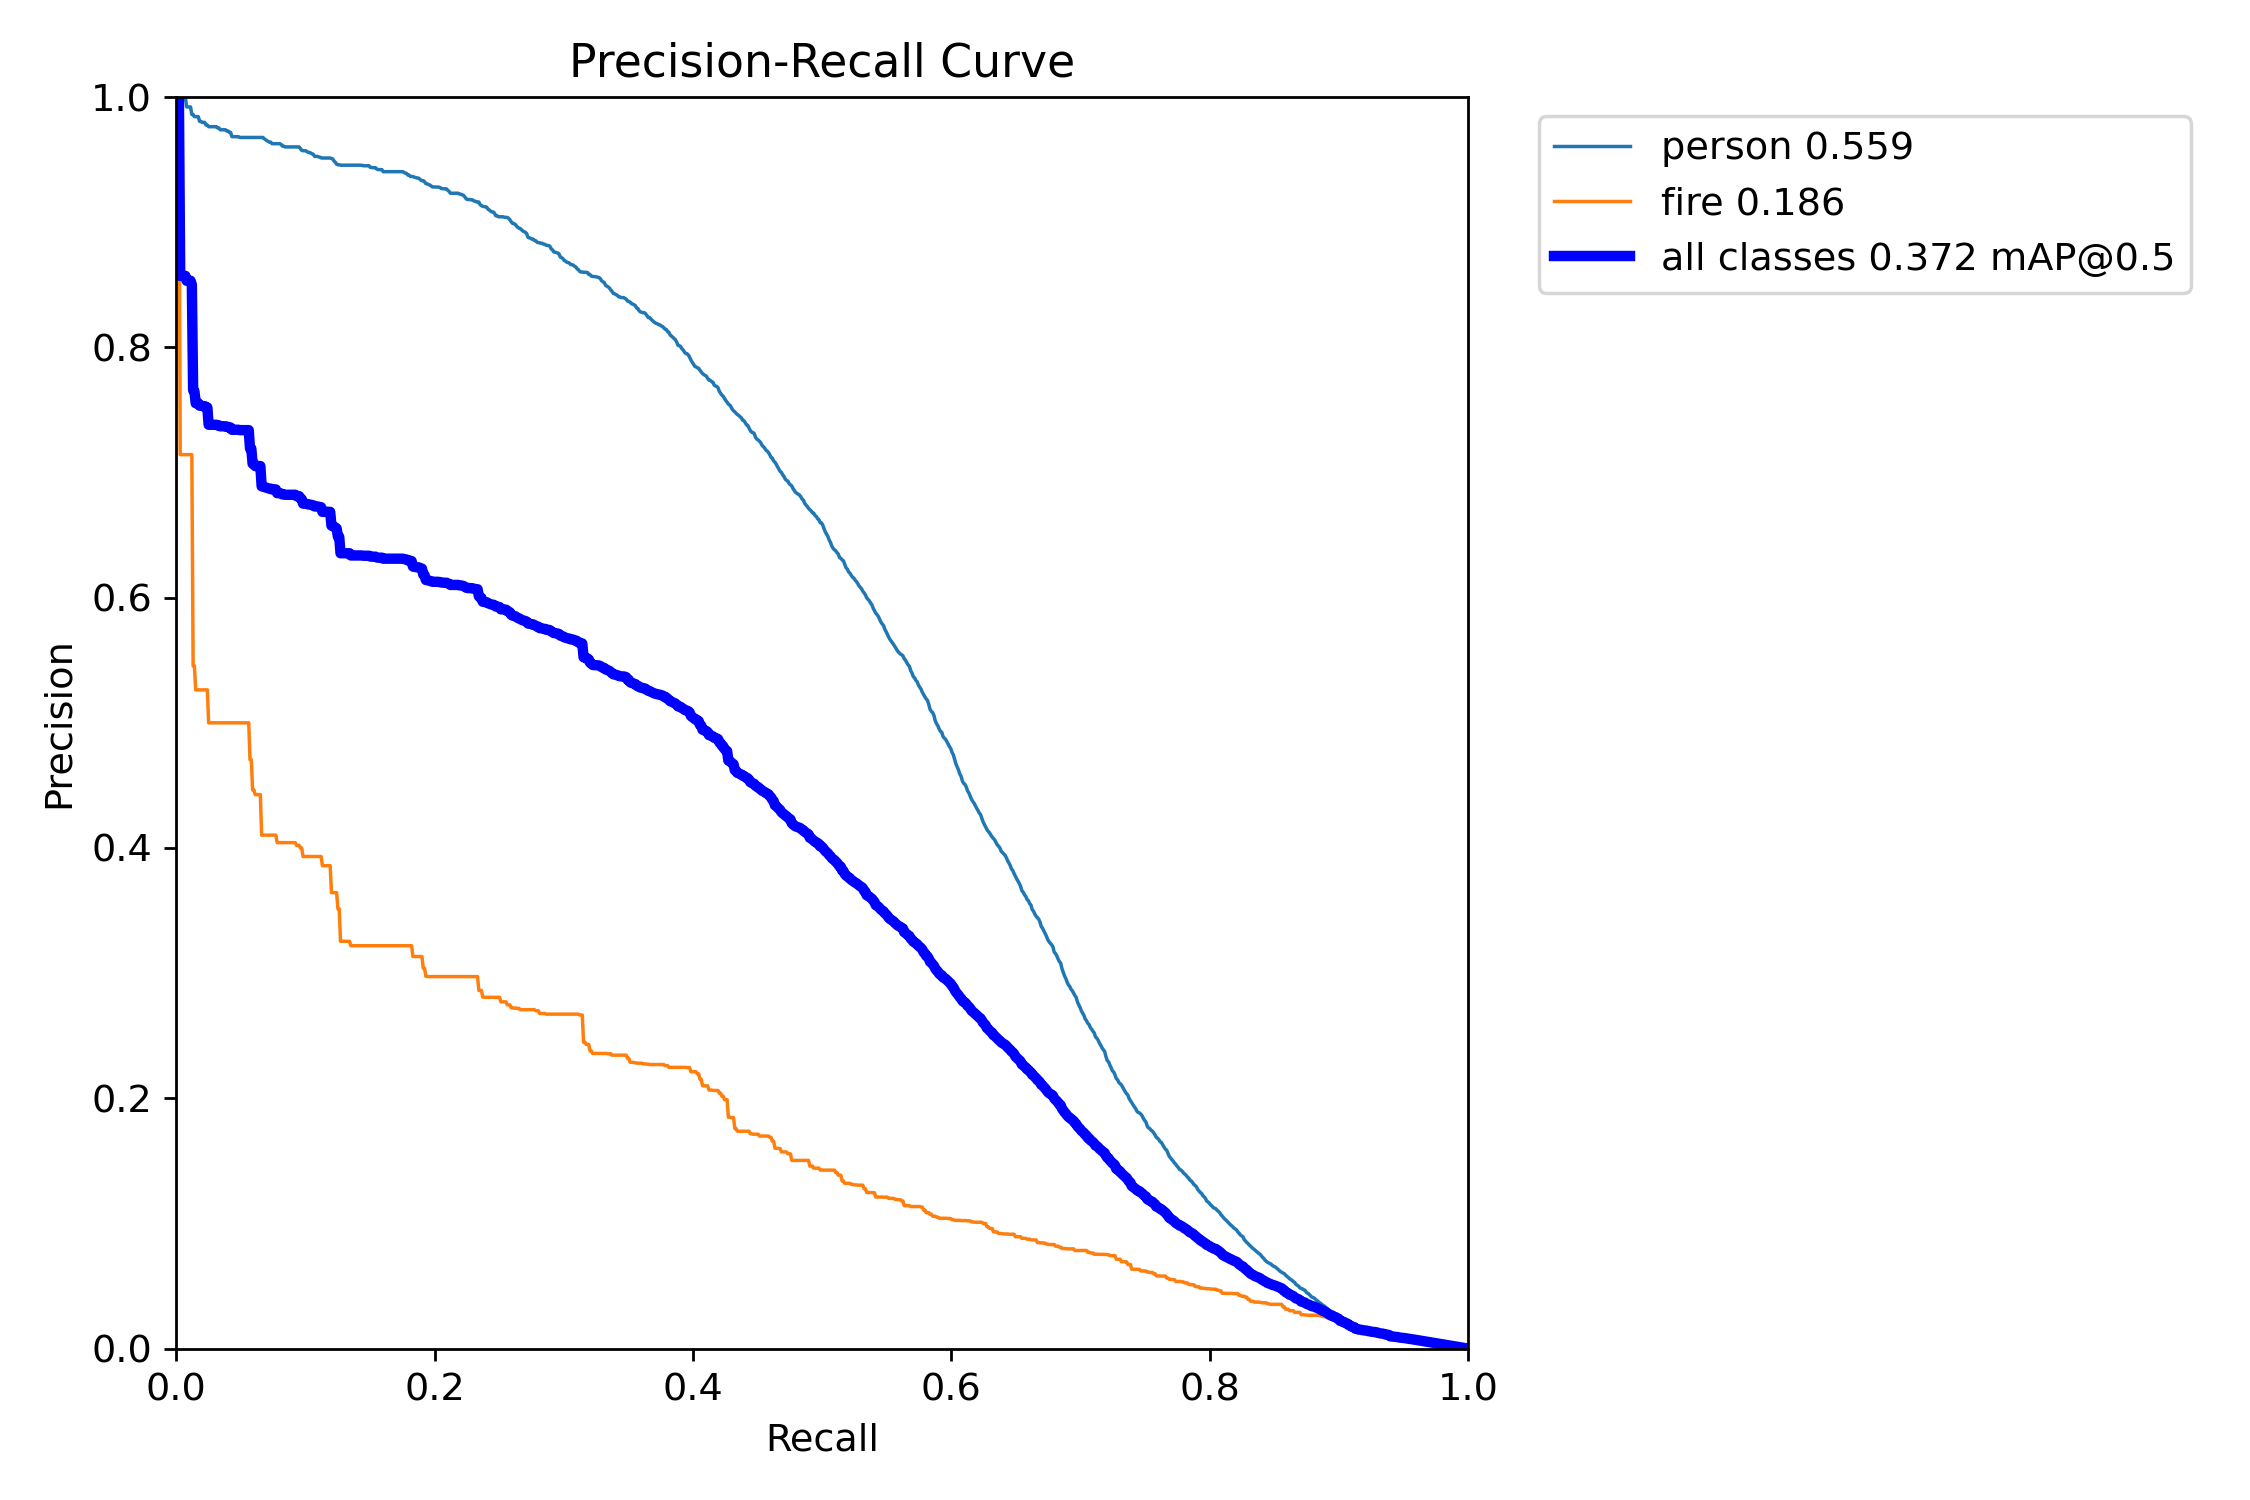 Precision-Recall Curve
person 0.559
fire 0.186
all classes 0.372 mAP@0.5
Precision
1.0
0.8
0.6
0.4
0.2
0.0
0.0 0.2 0.4 0.6 0.8 1.0
Recall